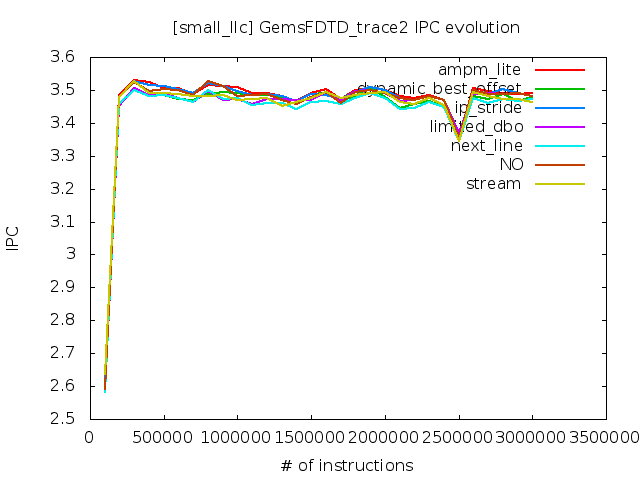 [small_llc] GemsFDTD_trace2 IPC evolution
3.6
3.5
3.4
3.3
3.2
3.1
3
2.9
2.8
2.7
2.6
2.5
IPC
ampm_lite
dynamic_best_offset
ip_stride
limited_dbo
next_line
NO
stream
0 500000 1000000 1500000 2000000 2500000 3000000 3500000
# of instructions